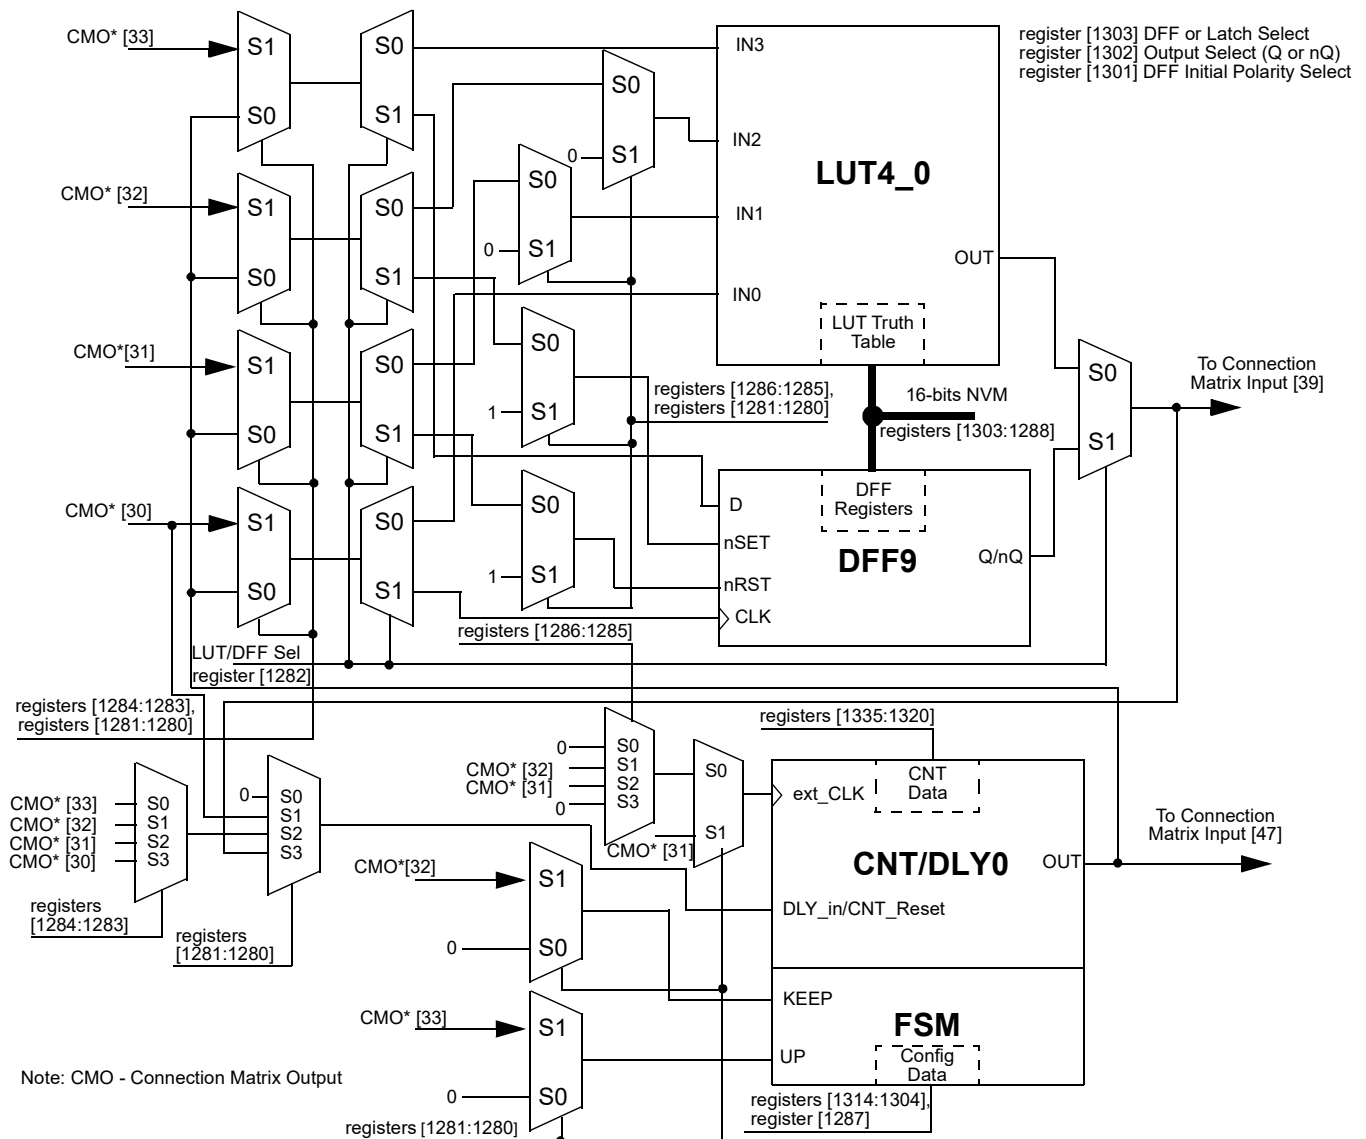 CMO* [33]
S1
S0
S0
S1
S0
S1
0
IN3
IN2
LUT4_0
register [1303] DFF or Latch Select
register [1302] Output Select (Q or nQ)
register [1301] DFF Initial Polarity Select
CMO* [32]
S1
S0
S0
S1
S0
S1
0
IN1
IN0
OUT
LUT Truth
Table
CMO*[31]
S1
S0
S0
S1
S0
S1
1
registers [1286:1285],
registers [1281:1280]
16-bits NVM
registers [1303:1288]
S0
S1
To Connection
Matrix Input [39]
CMO* [30]
S1
S0
S0
S1
S0
S1
1
D
nSET
nRST
CLK
DFF
Registers
DFF9
Q/nQ
LUT/DFF Sel
register [1282]
registers [1286:1285]
registers [1284:1283],
registers [1281:1280]
registers [1335:1320]
CMO* [33]
CMO* [32]
CMO* [31]
CMO* [30]
S0
S1
S2
S3
0
S0
S1
S2
S3
registers
[1284:1283]
registers
[1281:1280]
0
CMO* [32]
CMO* [31]
0
S0
S1
S2
S3
S0
S1
CMO* [31]
ext_CLK
CNT
Data
CNT/DLY0
OUT
DLY_in/CNT_Reset
To Connection
Matrix Input [47]
CMO*[32]
S1
S0
0
KEEP
CMO* [33]
S1
S0
0
UP
FSM
Config
Data
registers [1314:1304],
register [1287]
registers [1281:1280]
Note: CMO - Connection Matrix Output